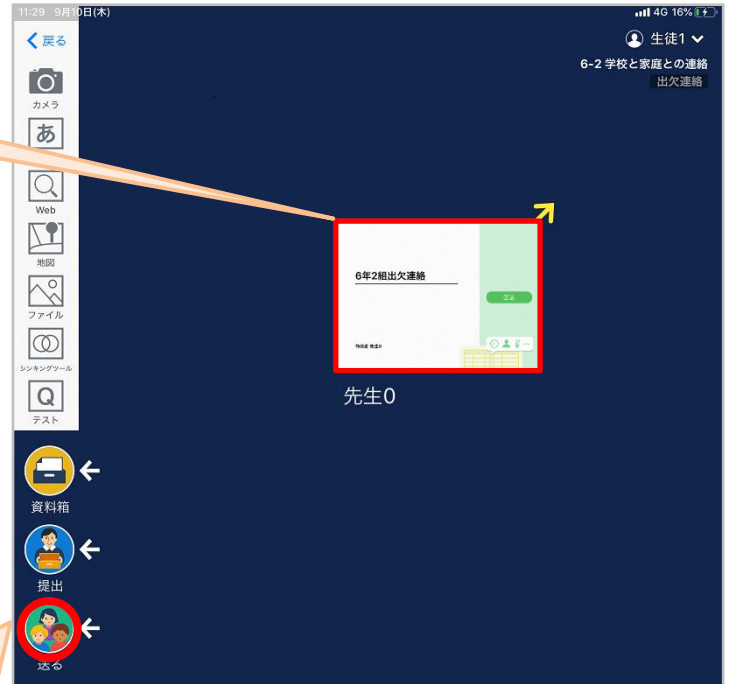 11:29 9月10日(木)
4G 16%
戻る
生徒1
6-2 学校と家庭との連絡
出欠連絡
カメラ
あ
Web
地図
ファイル
シンキングツール
Q
テスト
6年2組出欠連絡
先生0
資料箱
提出
送る